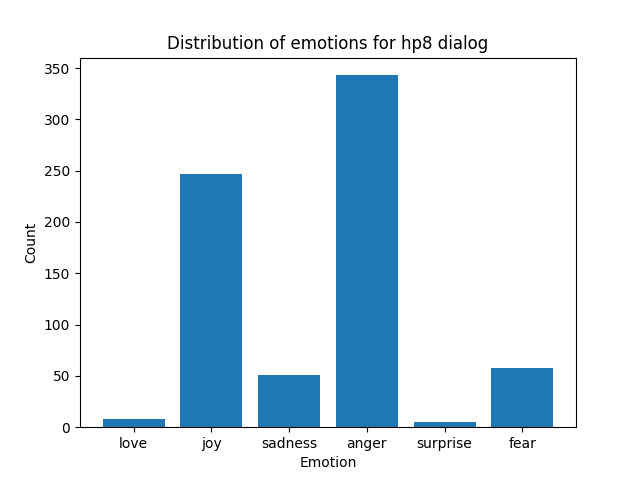 Distribution of emotions for hp8 dialog
350
300
250
200
150
100
50
0
Count
love joy sadness anger surprise fear
Emotion